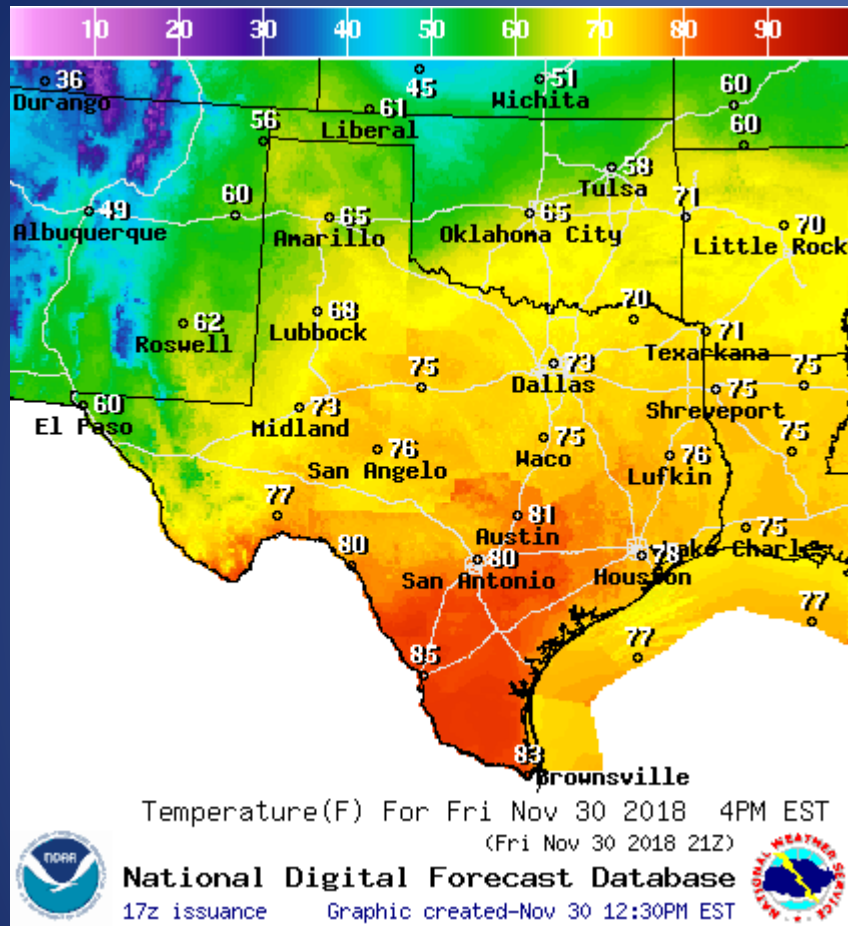 10 20 30 40 50 60 70 80 90
36
Durango
45
51
Wichita
61
Liberal
60
56
60
58
Tulsa
49
Albuquerque
60
65
Amarillo
65
Oklahoma City
71
70
Little Rock
62
Roswell
68
Lubbock
70
71
Texarkana
75
73
Dallas
75
Shreveport
75
60
El Paso
73
Midland
76
San Angelo
75
Waco
76
Lufkin
75
77
81
Austin
75
Lake Charles
80
80
San Antonio
78
Houston
77
77
85
83
Brownsville
Temperature(F) For Fri Nov 30 2018 4PM EST
(Fri Nov 30 2018 21Z)
National Digital Forecast Database
17z issuance Graphic created-Nov 30 12:30PM EST
NOAA
NATIONAL WEATHER SERVICE